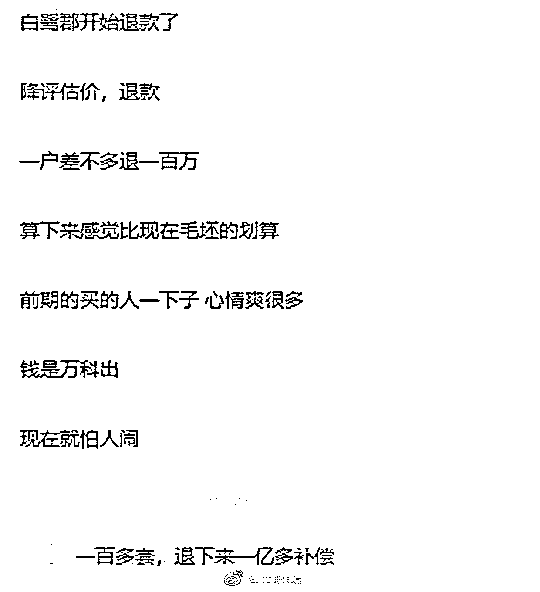 白鹭郡开始退款了
降评估价，退款
一户差不多退一百万
算下来感觉比现在毛坯的划算
前期的买的人一下子 心情爽很多
钱是万科出
现在就怕人闹
一百多套，退下来一亿多补偿